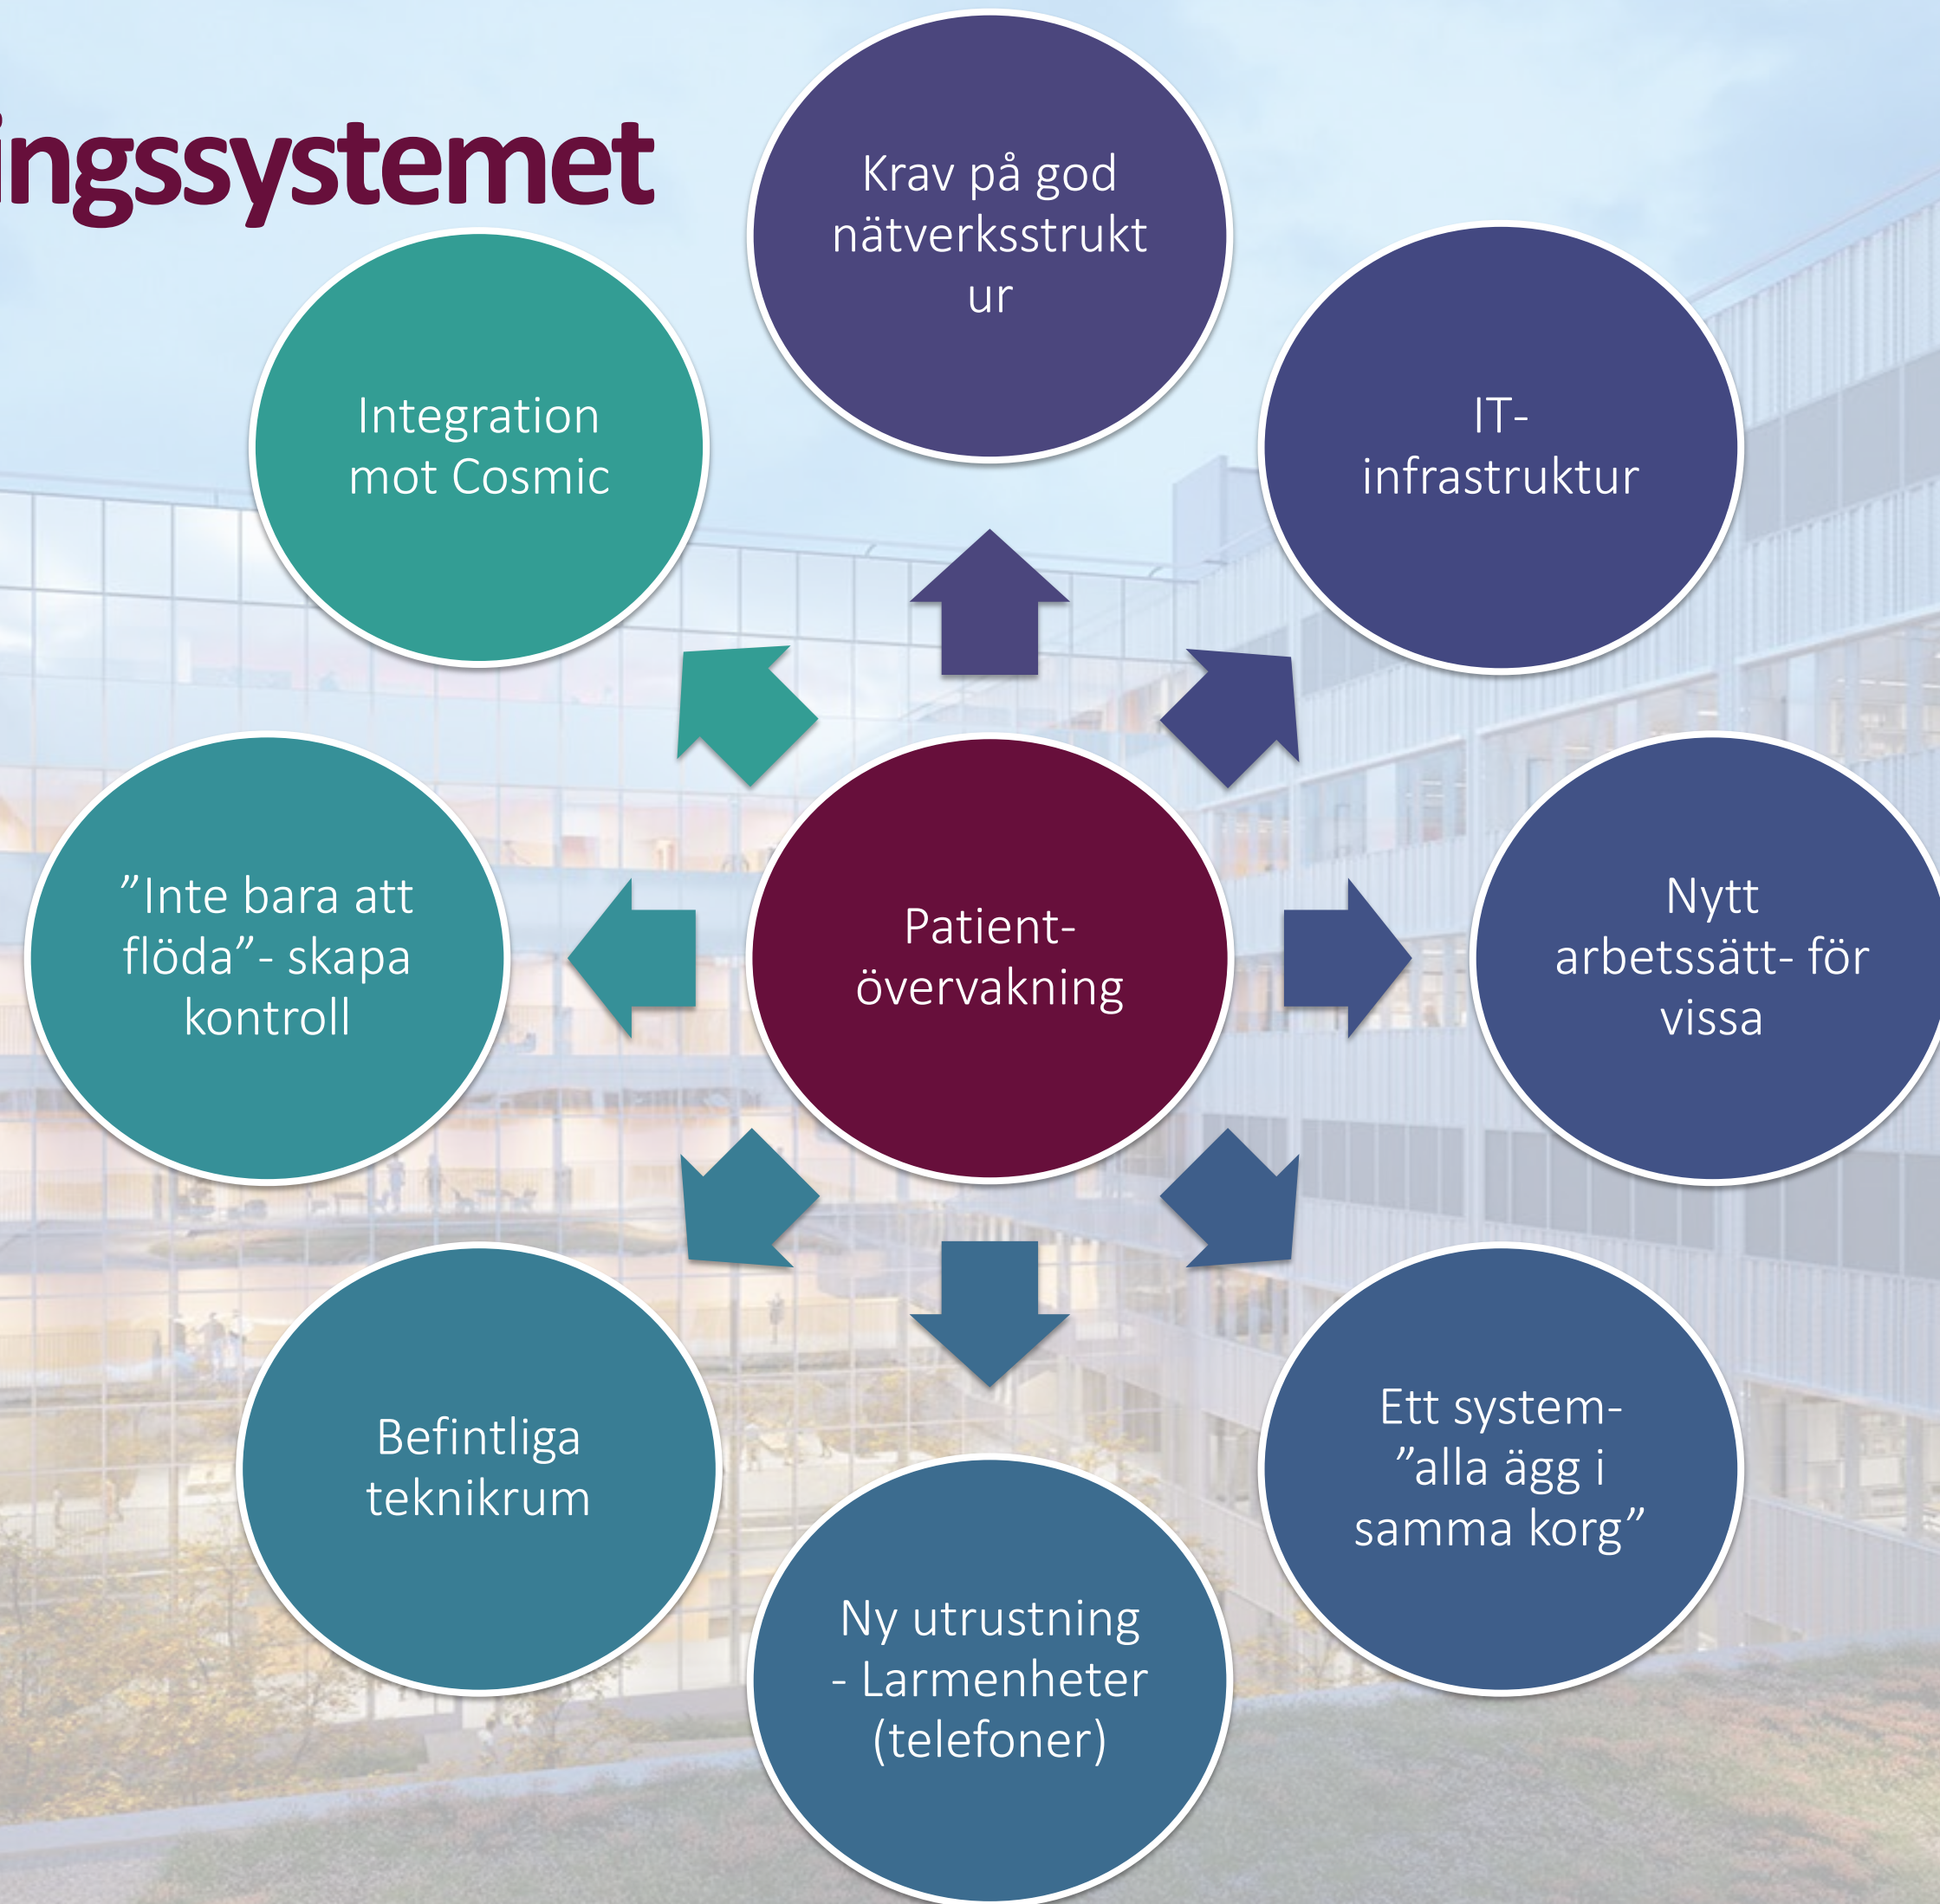 ingssystemet
Krav på god
nätverksstrukt
ur
IT-
infrastruktur
Nytt
arbetssätt- för
vissa
Ett system-
”alla ägg i
samma korg”
Ny utrustning
- Larmenheter
(telefoner)
Befintliga
teknikrum
”Inte bara att
flöda”- skapa
kontroll
Integration
mot Cosmic
Patient-
övervakning